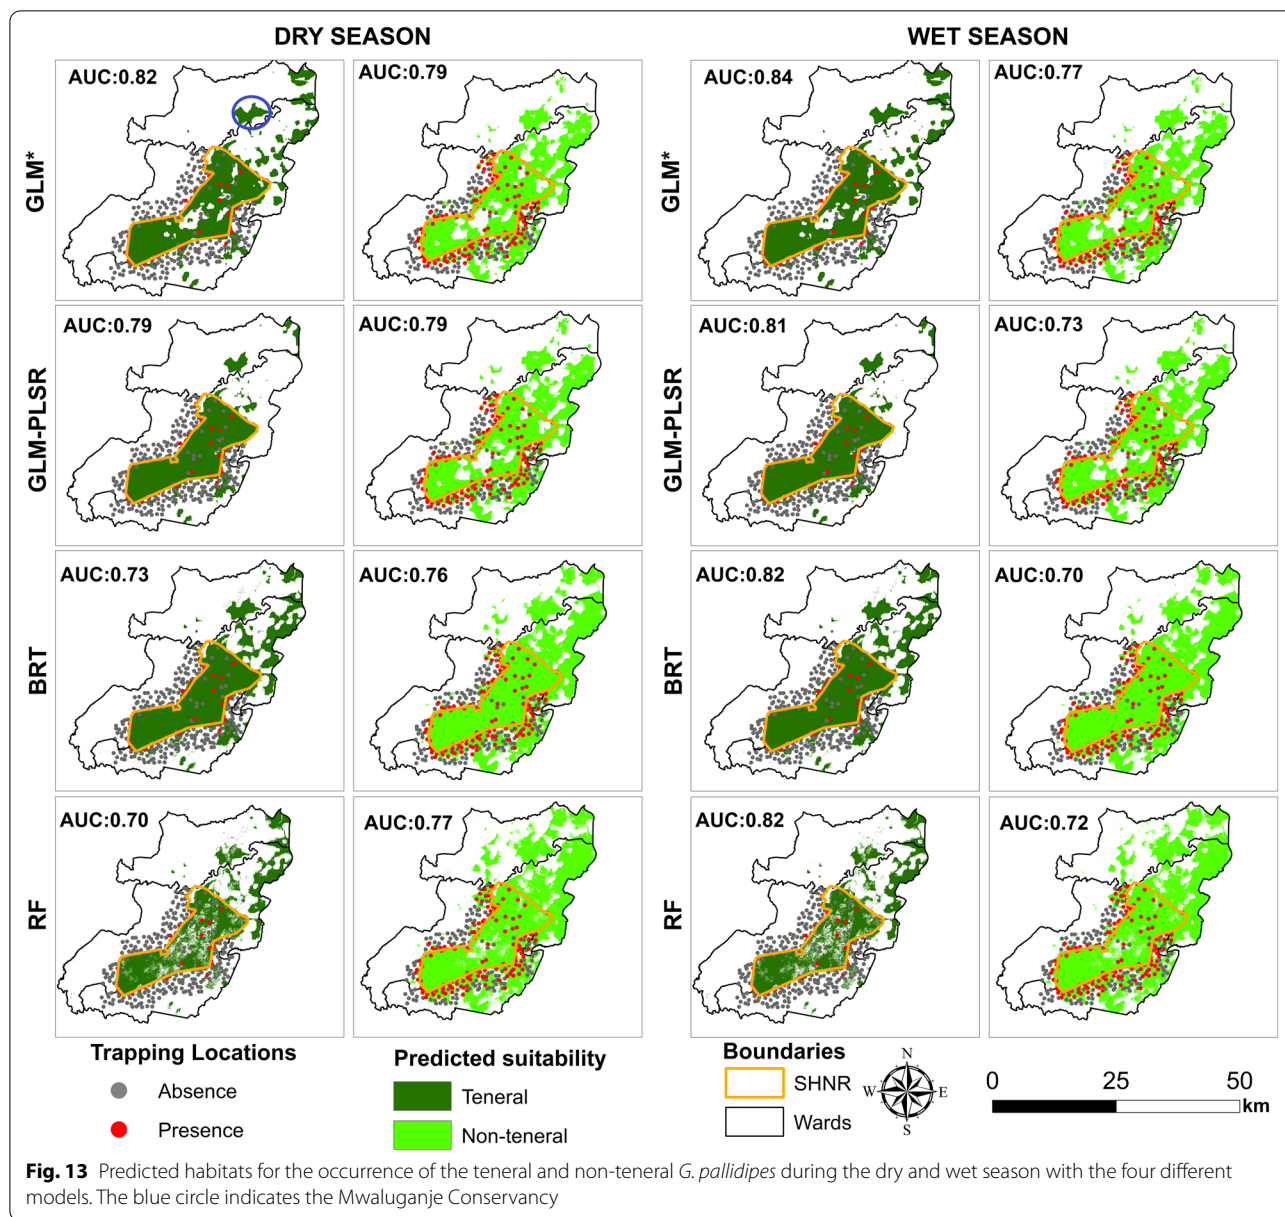 DRY SEASON
WET SEASON
GLM*
AUC:0.82
AUC:0.79
GLM*
AUC:0.84
AUC:0.77
GLM-PLSR
AUC:0.79
AUC:0.79
GLM-PLSR
AUC:0.81
AUC:0.73
BRT
AUC:0.73
AUC:0.76
BRT
AUC:0.82
AUC:0.70
RF
AUC:0.70
AUC:0.77
RF
AUC:0.82
AUC:0.72
Trapping Locations
Absence
Presence
Predicted suitability
Teneral
Non-teneral
Boundaries
SHNR
Wards
N
W
E
S
0 25 50
km
Fig. 13 Predicted habitats for the occurrence of the teneral and non-teneral G. pallidipes during the dry and wet season with the four different
models. The blue circle indicates the Mwaluganje Conservancy